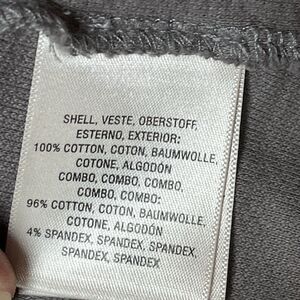 SHELL, VESTE, OBERSTOFF,
ESTERNO, EXTERIOR:
100% COTTON, COTON, BAUMWOLLE,
COTONE, ALGODÓN
COMBO, COMBO, COMBO,
COMBO, COMBO:
96% COTTON, COTON, BAUMWOLLE,
COTONE, ALGODÓN
4% SPANDEX, SPANDEX, SPANDEX,
SPANDEX, SPANDEX